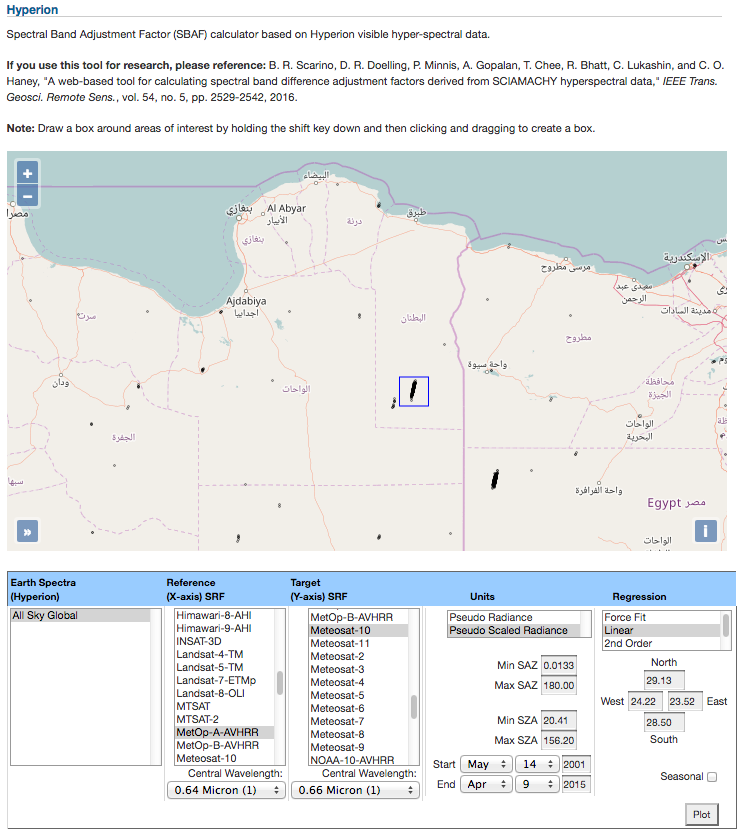 Hyperion
Spectral Band Adjustment Factor (SBAF) calculator based on Hyperion visible hyper-spectral data.
If you use this tool for research, please reference: B. R. Scarino, D. R. Doelling, P. Minnis, A. Gopalan, T. Chee, R. Bhatt, C. Lukashin, and C. O.
Haney, "A web-based tool for calculating spectral band difference adjustment factors derived from SCIAMACHY hyperspectral data," IEEE Trans.
Geosci. Remote Sens., vol. 54, no. 5, pp. 2529-2542, 2016.
Note: Draw a box around areas of interest by holding the shift key down and then clicking and dragging to create a box.
+
−
البيضاء
بنغازي
Al Abyar
الأبيار
درنة
طبرق
بنغازي
الإسكندرية
مرسى مطروح
سيدي عبد
الرحمن
Ajdabiya
اجدابيا
مدينة السادات
سرت
البطنان
مطروح
واحة سيوة
ودان
الواحات
محافظة
الجيزة
الواحات
البحرية
الجفرة
سبها
واحة الفرافرة
Egypt مصر
الواحات
»
i
Earth Spectra
(Hyperion)
Reference
(X-axis) SRF
Target
(Y-axis) SRF
Units
Regression
All Sky Global
Himawari-8-AHI
Himawari-9-AHI
INSAT-3D
Landsat-4-TM
Landsat-5-TM
Landsat-7-ETMp
Landsat-8-OLI
MTSAT
MTSAT-2
MetOp-A-AVHRR
MetOp-B-AVHRR
Meteosat-10
Central Wavelength:
0.64 Micron (1)
MetOp-B-AVHRR
Meteosat-10
Meteosat-11
Meteosat-2
Meteosat-3
Meteosat-4
Meteosat-5
Meteosat-6
Meteosat-7
Meteosat-8
Meteosat-9
NOAA-10-AVHRR
Central Wavelength:
0.66 Micron (1)
Pseudo Radiance
Pseudo Scaled Radiance
Min SAZ 0.0133
Max SAZ 180.00
Min SZA 20.41
Max SZA 156.20
Start May 14 2001
End Apr 9 2015
Force Fit
Linear
2nd Order
North
29.13
West 24.22 23.52 East
28.50
South
Seasonal
Plot